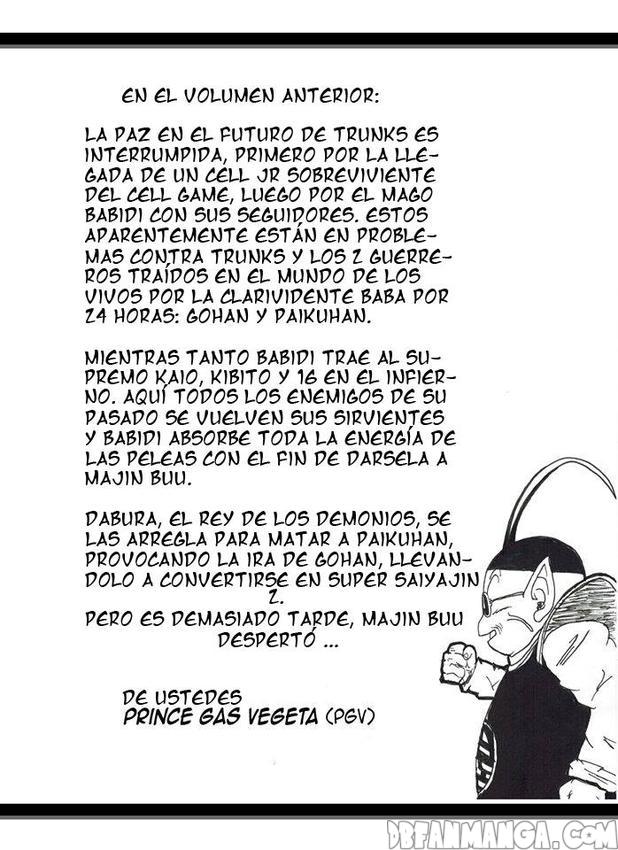 EN EL VOLUMEN ANTERIOR:
LA PAZ EN EL FUTURO DE TRUNKS ES
INTERRUMPIDA, PRIMERO POR LA LLE-
GADA DE UN CELL JR SOBREVIVIENTE
DEL CELL GAME, LUEGO POR EL MAGO
BABIDI CON SUS SEGUIDORES. ESTOS
APARENTEMENTE ESTÁN EN PROBLE-
MAS CONTRA TRUNKS Y LOS 2 GUERRE-
ROS TRAÍDOS EN EL MUNDO DE LOS
VIVOS POR LA CLARIVIDENTE BABA POR
24 HORAS: GOHAN Y PAIKUHAN.
MIENTRAS TANTO BABIDI TRAE AL SU-
PREMO KAIO, KIBITO Y 16 EN EL INFIER-
NO. AQUÍ TODOS LOS ENEMIGOS DE SU
PASADO SE VUELVEN SUS SIRVIENTES
Y BABIDI ABSORBE TODA LA ENERGÍA DE
LAS PELEAS CON EL FIN DE DARSELA A
MAJIN BUU.
DABURA, EL REY DE LOS DEMONIOS, SE
LAS ARREGLA PARA MATAR A PAIKUHAN,
PROVOCANDO LA IRA DE GOHAN, LLEVAN-
DOLO A CONVERTIRSE EN SUPER SAIYAJIN
2.
PERO ES DEMASIADO TARDE, MAJIN BUU
DESPERTÓ ...
DE USTEDES
PRINCE GAS VEGETA (PGV)
DBFANMANGA.COM